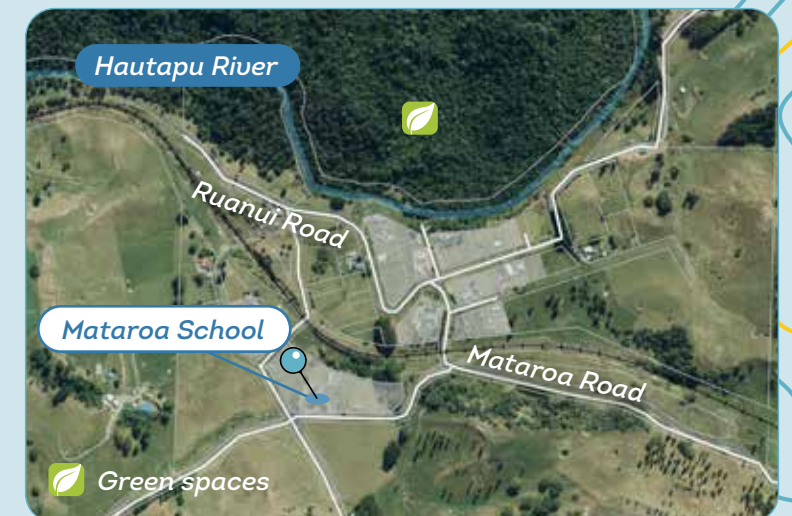 Hautapu River
Ruanui Road
Mataroa School
Mataroa Road
Green spaces